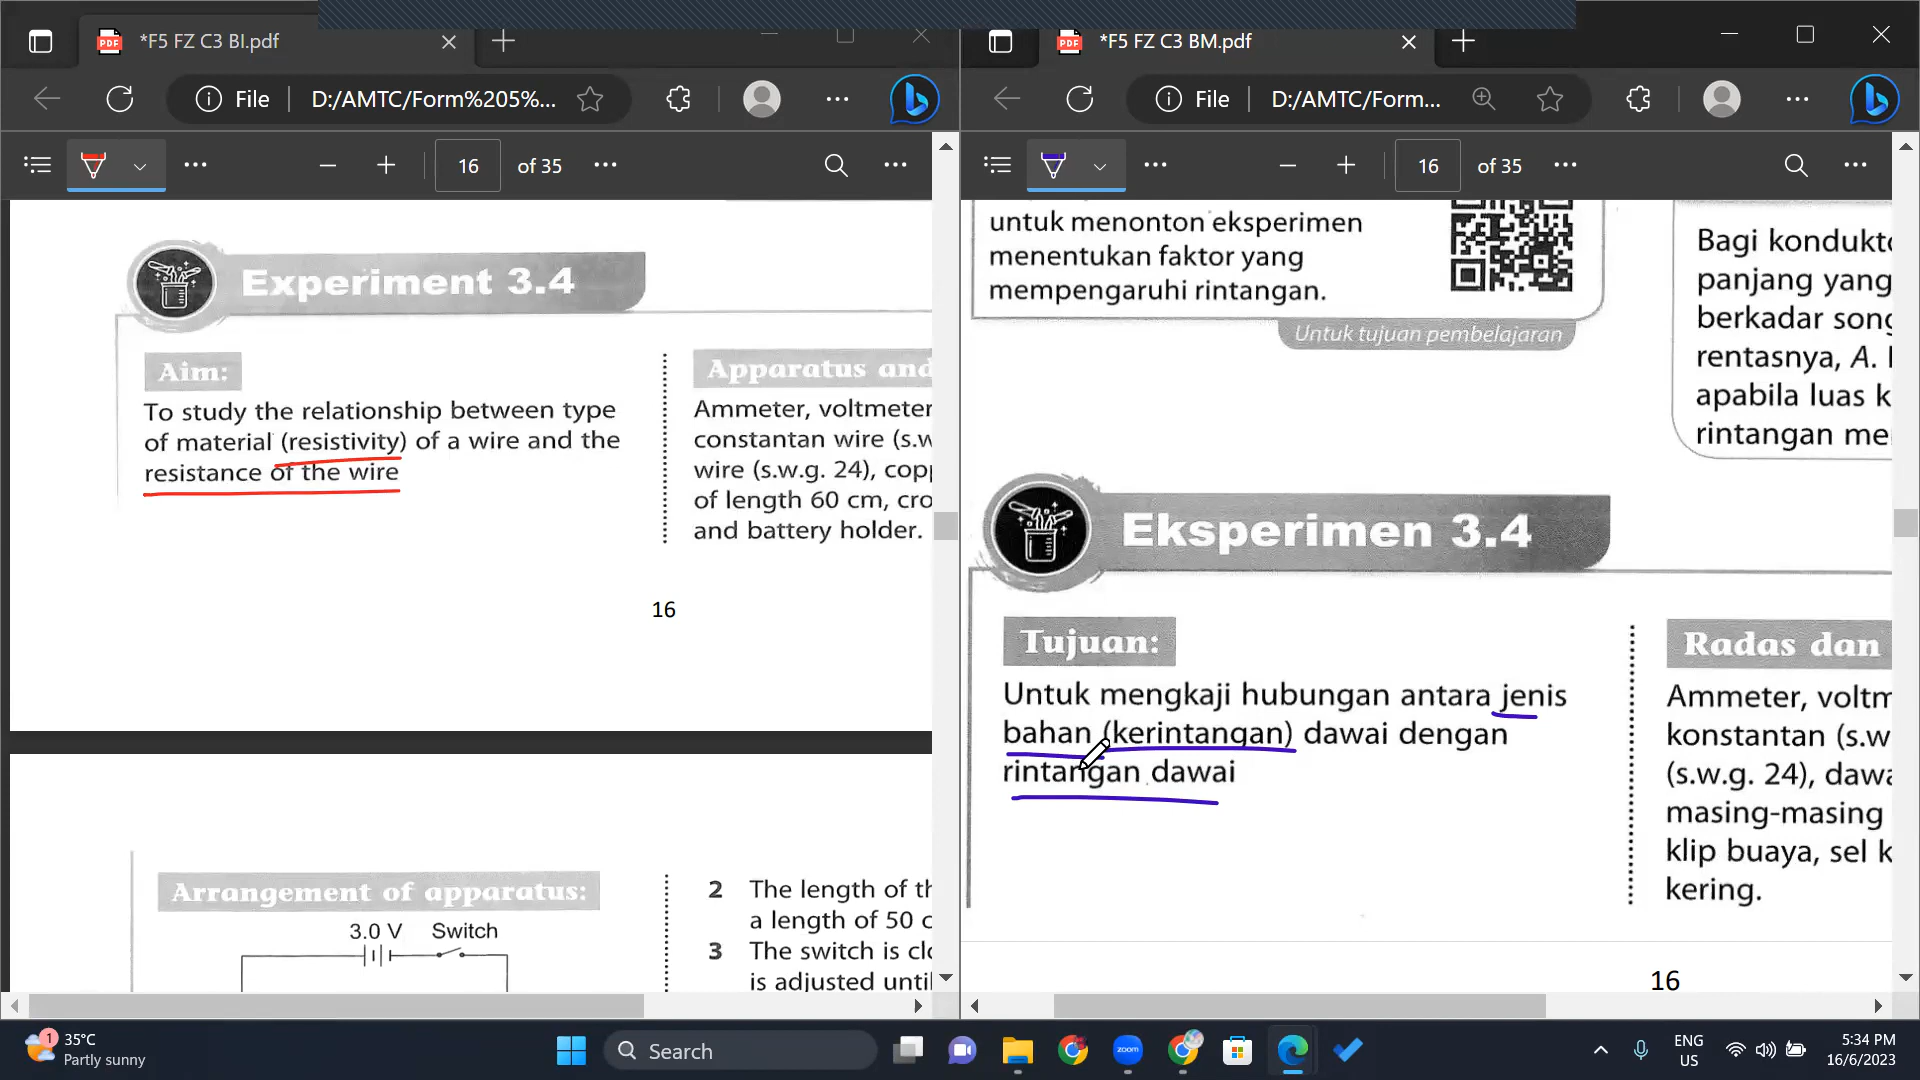 *F5 FZ C3 BI.pdf
File
D:/AMTC/Form%205%...
16
of 35
Experiment 3.4
Aim:
To study the relationship between type
of material (resistivity) of a wire and the
resistance of the wire
Apparatus and
Ammeter, voltmeter
constantan wire (s.w
wire (s.w.g. 24), copp
of length 60 cm, cro
and battery holder.
16
Arrangement of apparatus:
3.0 V
Switch
2 The length of th
a length of 50 c
3 The switch is clo
is adjusted until
*F5 FZ C3 BM.pdf
File
D:/AMTC/Form...
16
of 35
untuk menonton eksperimen
menentukan faktor yang
mempengaruhi rintangan.
Untuk tujuan pembelajaran
Bagi kondukto
panjang yang
berkadar song
rentasnya, A.
apabila luas k
rintangan me
Eksperimen 3.4
Tujuan:
Untuk mengkaji hubungan antara jenis
bahan (kerintangan) dawai dengan
rintangan dawai
Radas dan
Ammeter, voltm
konstantan (s.w
(s.w.g. 24), dawa
masing-masing
klip buaya, sel k
kering.
16
1
35°C
Partly sunny
Search
zoom
ENG
US
5:34 PM
16/6/2023